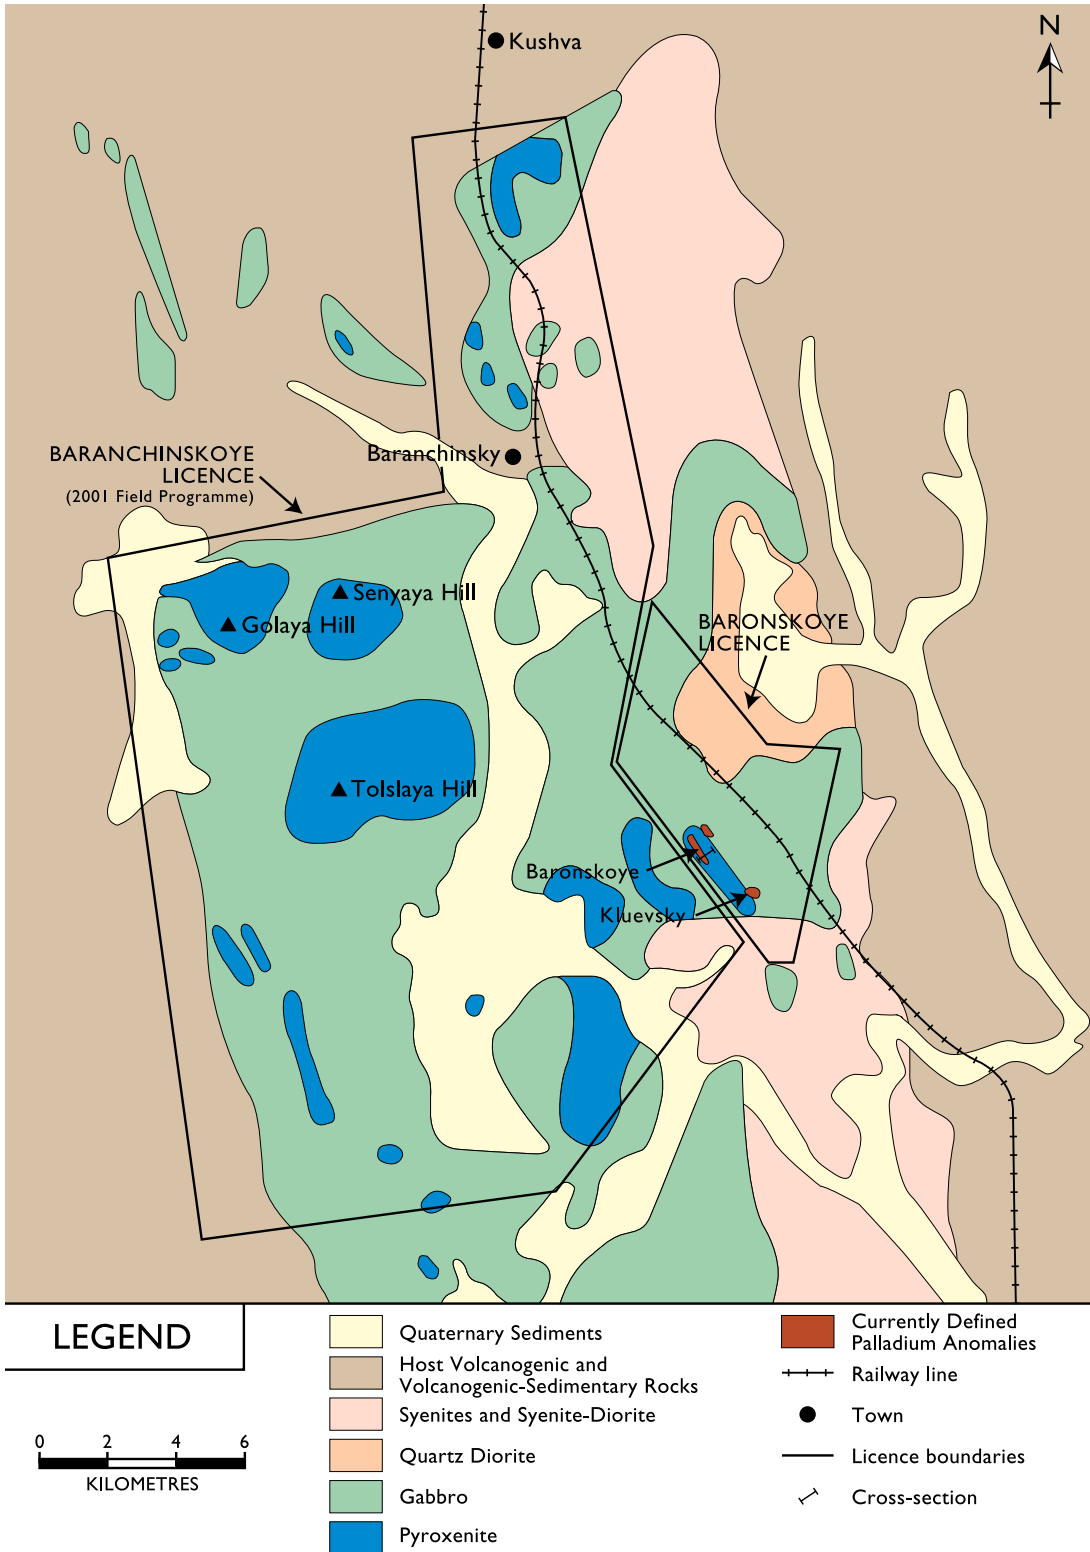 Kushva
N
BARANCHINSKOYE
LICENCE
(2001 Field Programme)
Baranchinsky
Senyaya Hill
Golaya Hill
BARONSKOYE
LICENCE
Tolslaya Hill
Baronskoye
Kluevsky
LEGEND
0 2 4 6
KILOMETRES
Quaternary Sediments
Host Volcanogenic and
Volcanogenic-Sedimentary Rocks
Syenites and Syenite-Diorite
Quartz Diorite
Gabbro
Pyroxenite
Currently Defined
Palladium Anomalies
Railway line
Town
Licence boundaries
Cross-section